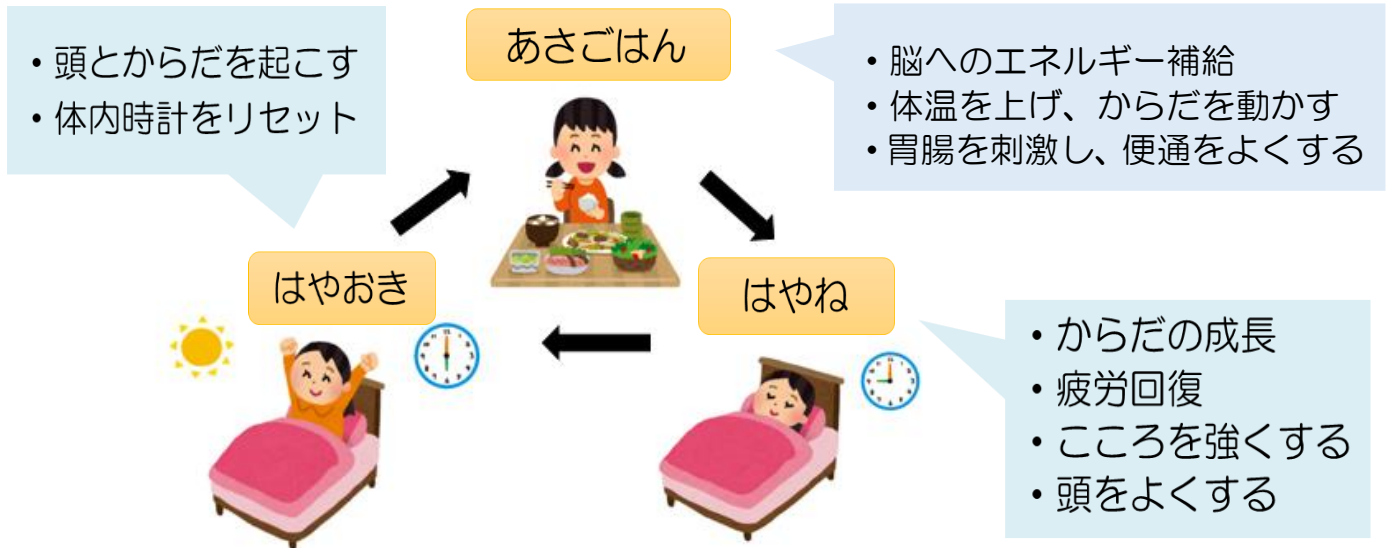 ・頭とからだを起こす
・体内時計をリセット
あさごはん
・脳へのエネルギー補給
・体温を上げ、からだを動かす
・胃腸を刺激し、便通をよくする
はやおき
はやね
・からだの成長
・疲労回復
・こころを強くする
・頭をよくする